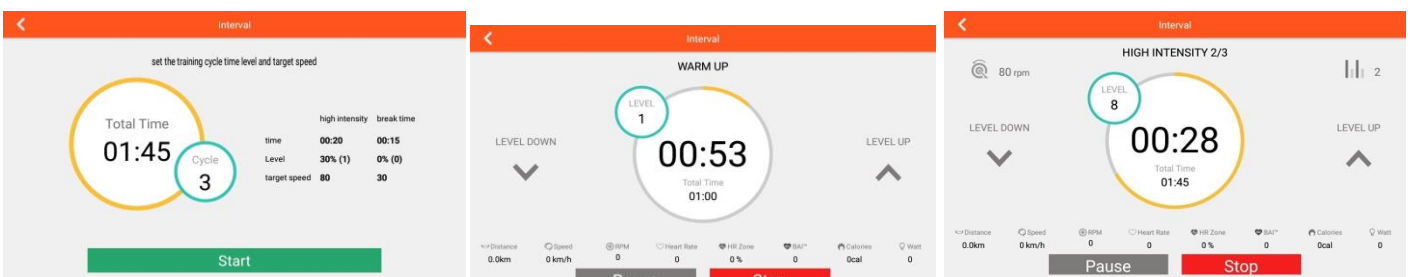 Interval
set the training cycle time level and target speed
Total Time
01:45
Cycle
3
high intensity break time
time 00:20 00:15
Level 30% (1) 0% (0)
target speed 80 30
Start
Interval
WARM UP
LEVEL
1
LEVEL DOWN
LEVEL UP
00:53
Total Time
01:00
Distance Speed RPM Heart Rate HR Zone BAI™ Calories Watt
0.0km 0 km/h 0 0 0 % 0 0cal 0
Interval
HIGH INTENSITY 2/3
80 rpm
2
LEVEL
8
LEVEL DOWN
LEVEL UP
00:28
Total Time
01:45
Distance Speed RPM Heart Rate HR Zone BAI™ Calories Watt
0.0km 0 km/h 0 0 0 % 0 0cal 0
Pause Stop